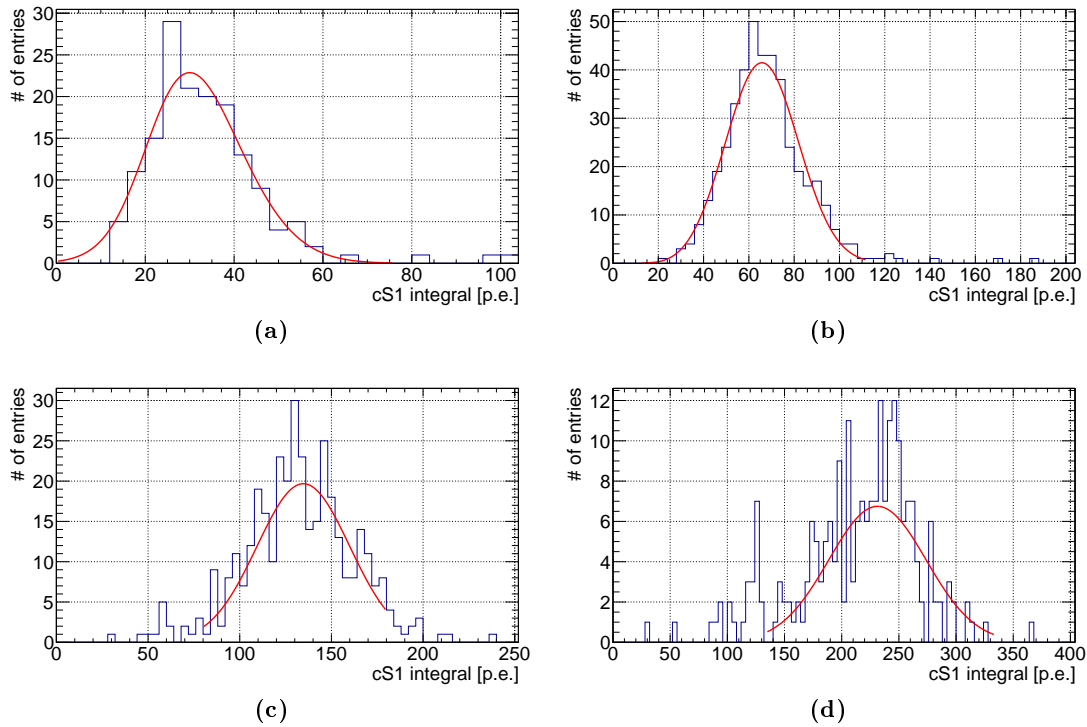 # of entries
30
25
20
15
10
5
0
0 20 40 60 80 100
cS1 integral [p.e.]
(a)
# of entries
50
40
30
20
10
0
0 20 40 60 80 100 120 140 160 180 200
cS1 integral [p.e.]
(b)
# of entries
30
25
20
15
10
5
0
0 50 100 150 200 250
cS1 integral [p.e.]
(c)
# of entries
12
10
8
6
4
2
0
0 50 100 150 200 250 300 350 400
cS1 integral [p.e.]
(d)